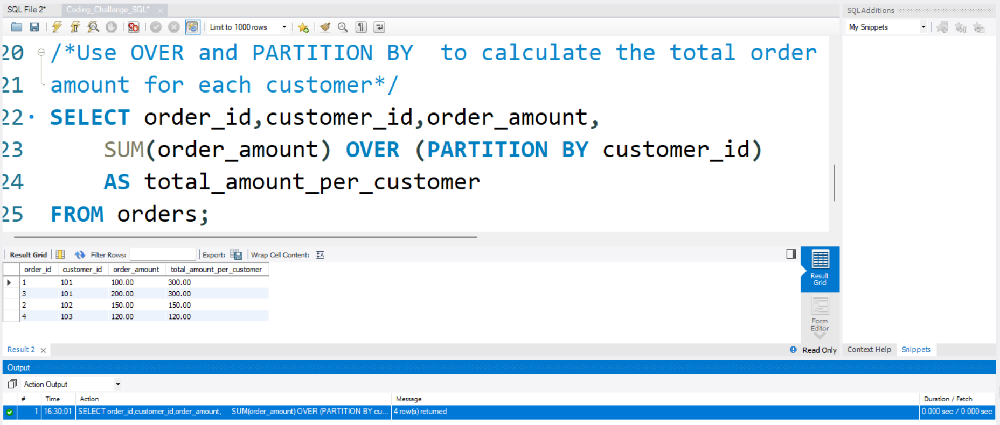 SQL File 2*
Coding_Challenge_SQL* ×
SQLAdditions
Limit to 1000 rows
My Snippets
20 /*Use OVER and PARTITION BY  to calculate the total order
21 amount for each customer*/
22 SELECT order_id,customer_id,order_amount,
23 SUM(order_amount) OVER (PARTITION BY customer_id)
24 AS total_amount_per_customer
25 FROM orders;
Result Grid Filter Rows: Export: Wrap Cell Content:
order_id customer_id order_amount total_amount_per_customer
1 101 100.00 300.00
3 101 200.00 300.00
2 102 150.00 150.00
4 103 120.00 120.00
Result
Grid
Form
Editor
Result 2 ×
Read Only
Context Help Snippets
Output
Action Output
# Time Action Message Duration / Fetch
1 16:30:01 SELECT order_id,customer_id,order_amount, SUM(order_amount) OVER (PARTITION BY cu... 4 row(s) returned 0.000 sec / 0.000 sec